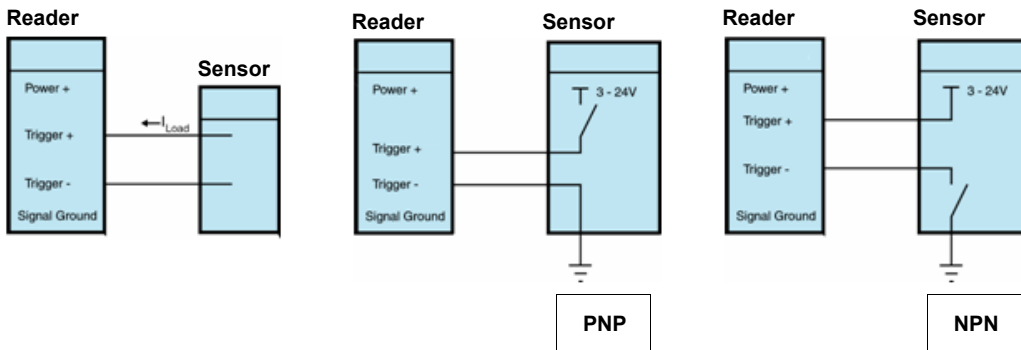 Reader
Sensor
Power +
Trigger +
Trigger -
Signal Ground
I Load
Reader
Sensor
Power +
Trigger +
Trigger -
Signal Ground
3 - 24V
PNP
Reader
Sensor
Power +
Trigger +
Trigger -
Signal Ground
3 - 24V
NPN